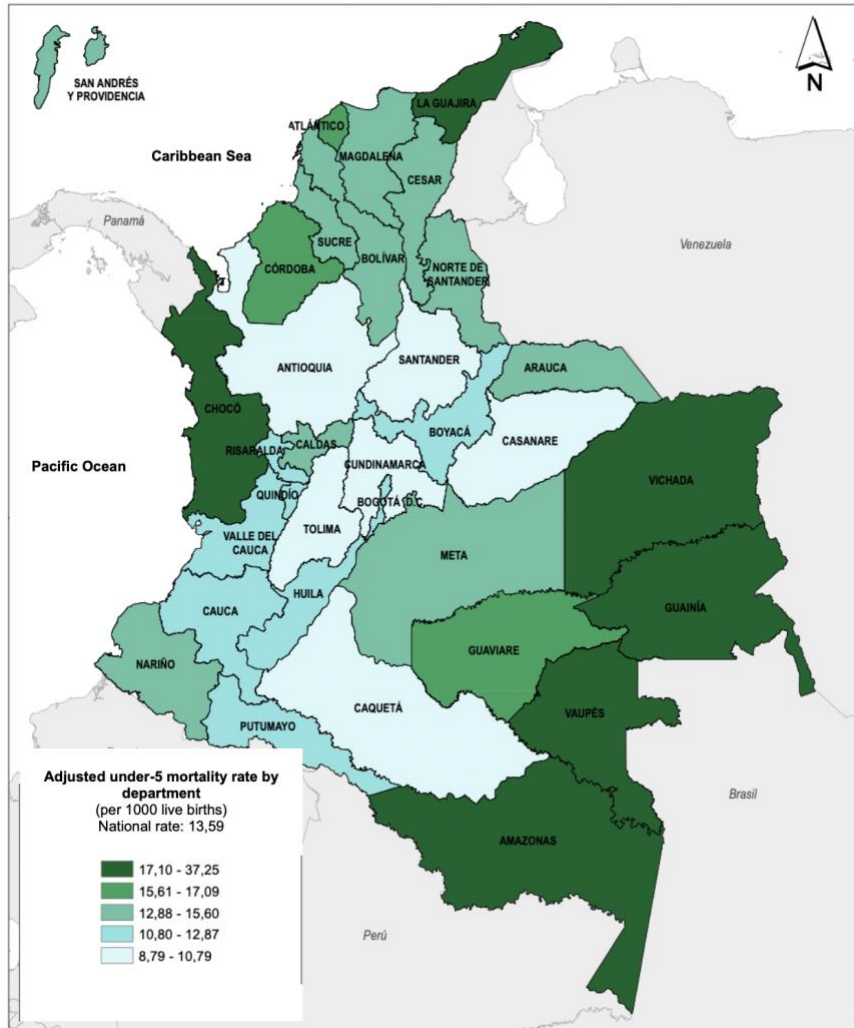 SAN ANDRÉS
Y PROVIDENCIA
N
LA GUAJIRA
ATLÁNTICO
MAGDALENA
Caribbean Sea
CESAR
Panamá
SUCRE
Venezuela
BOLÍVAR
CÓRDOBA
NORTE DE
SANTANDER
SANTANDER
ANTIOQUIA
ARAUCA
CHOCÓ
BOYACÁ
CASANARE
CALDAS
RISARALDA
Pacific Ocean
CUNDINAMARCA
VICHADA
QUINDÍO
BOGOTÁ D.C.
TOLIMA
VALLE DEL
CAUCA
META
HUILA
GUAINÍA
CAUCA
GUAVIARE
NARIÑO
CAQUETÁ
VAUPÉS
PUTUMAYO
Adjusted under-5 mortality rate by
department
(per 1000 live births)
National rate: 13,59
17,10 - 37,25
15,61 - 17,09
12,88 - 15,60
10,80 - 12,87
8,79 - 10,79
Brasil
AMAZONAS
Perú